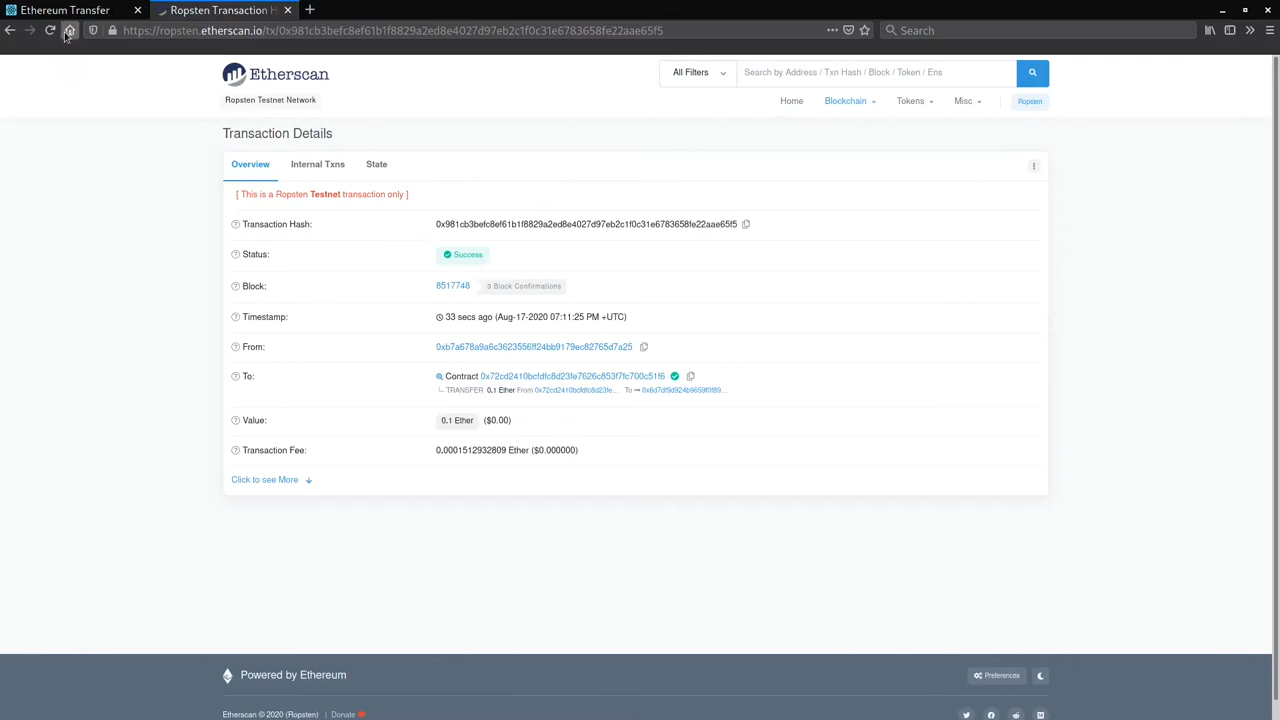 Ethereum Transfer
Ropsten Transaction H
https://ropsten.etherscan.io/tx/0x981cb3befc8ef61b1f8829a2ed8e4027d97eb2c1f0c31e6783658fe22aae65f5
Search
Etherscan
All Filters
Search by Address / Txn Hash / Block / Token / Ens
Ropsten Testnet Network
Home
Blockchain
Tokens
Misc
Ropsten
Transaction Details
Overview
Internal Txns
State
[ This is a Ropsten Testnet transaction only ]
Transaction Hash:
0x981cb3befc8ef61b1f8829a2ed8e4027d97eb2c1f0c31e6783658fe22aae65f5
Status:
Success
Block:
8517748
3 Block Confirmations
Timestamp:
33 secs ago (Aug-17-2020 07:11:25 PM +UTC)
From:
0xb7a678a9a6c3623556ff24bb9179ec82765d7a25
To:
Contract 0x72cd2410bcfdfc8d23fe7626c853f7fc700c51f6
TRANSFER 0.1 Ether From 0x72cd2410bcfdfc8d23fe... To → 0x6d7df9d924b9659f0f89...
Value:
0.1 Ether ($0.00)
Transaction Fee:
0.0001512932809 Ether ($0.000000)
Click to see More
Powered by Ethereum
Preferences
Etherscan © 2020 (Ropsten) | Donate